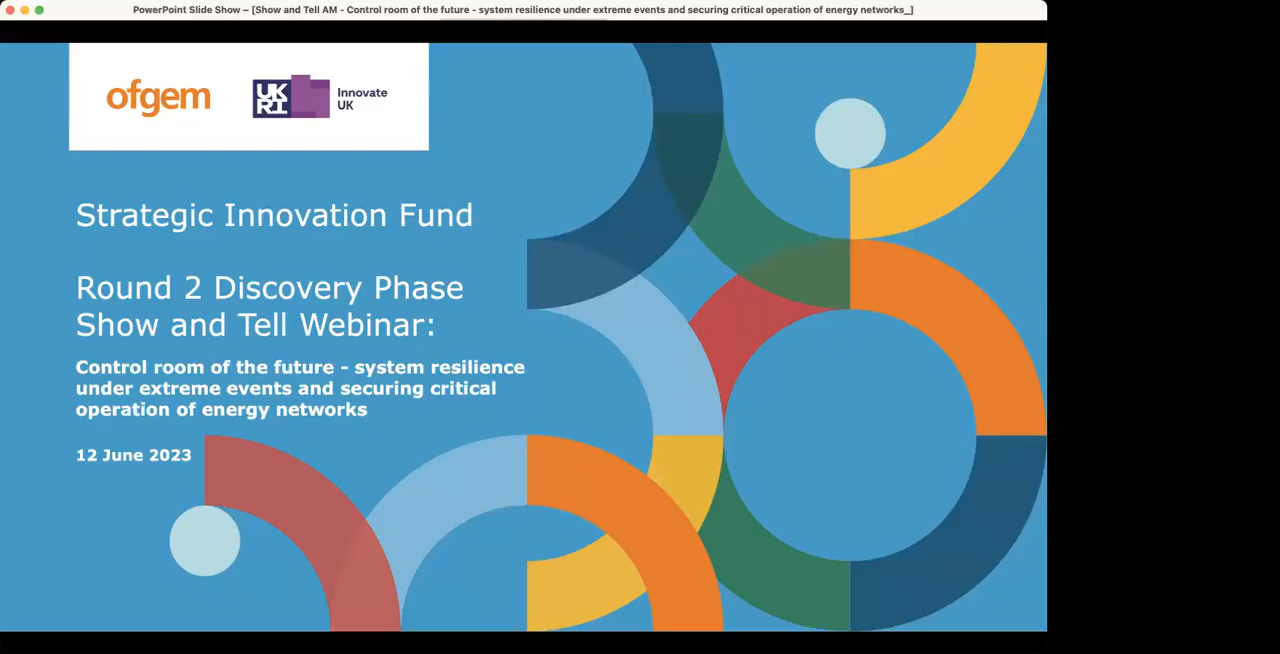 PowerPoint Slide Show – [Show and Tell AM - Control room of the future - system resilience under extreme events and securing critical operation of energy networks_]
ofgem
UK
RI
Innovate
UK
Strategic Innovation Fund
Round 2 Discovery Phase
Show and Tell Webinar:
Control room of the future - system resilience
under extreme events and securing critical
operation of energy networks
12 June 2023